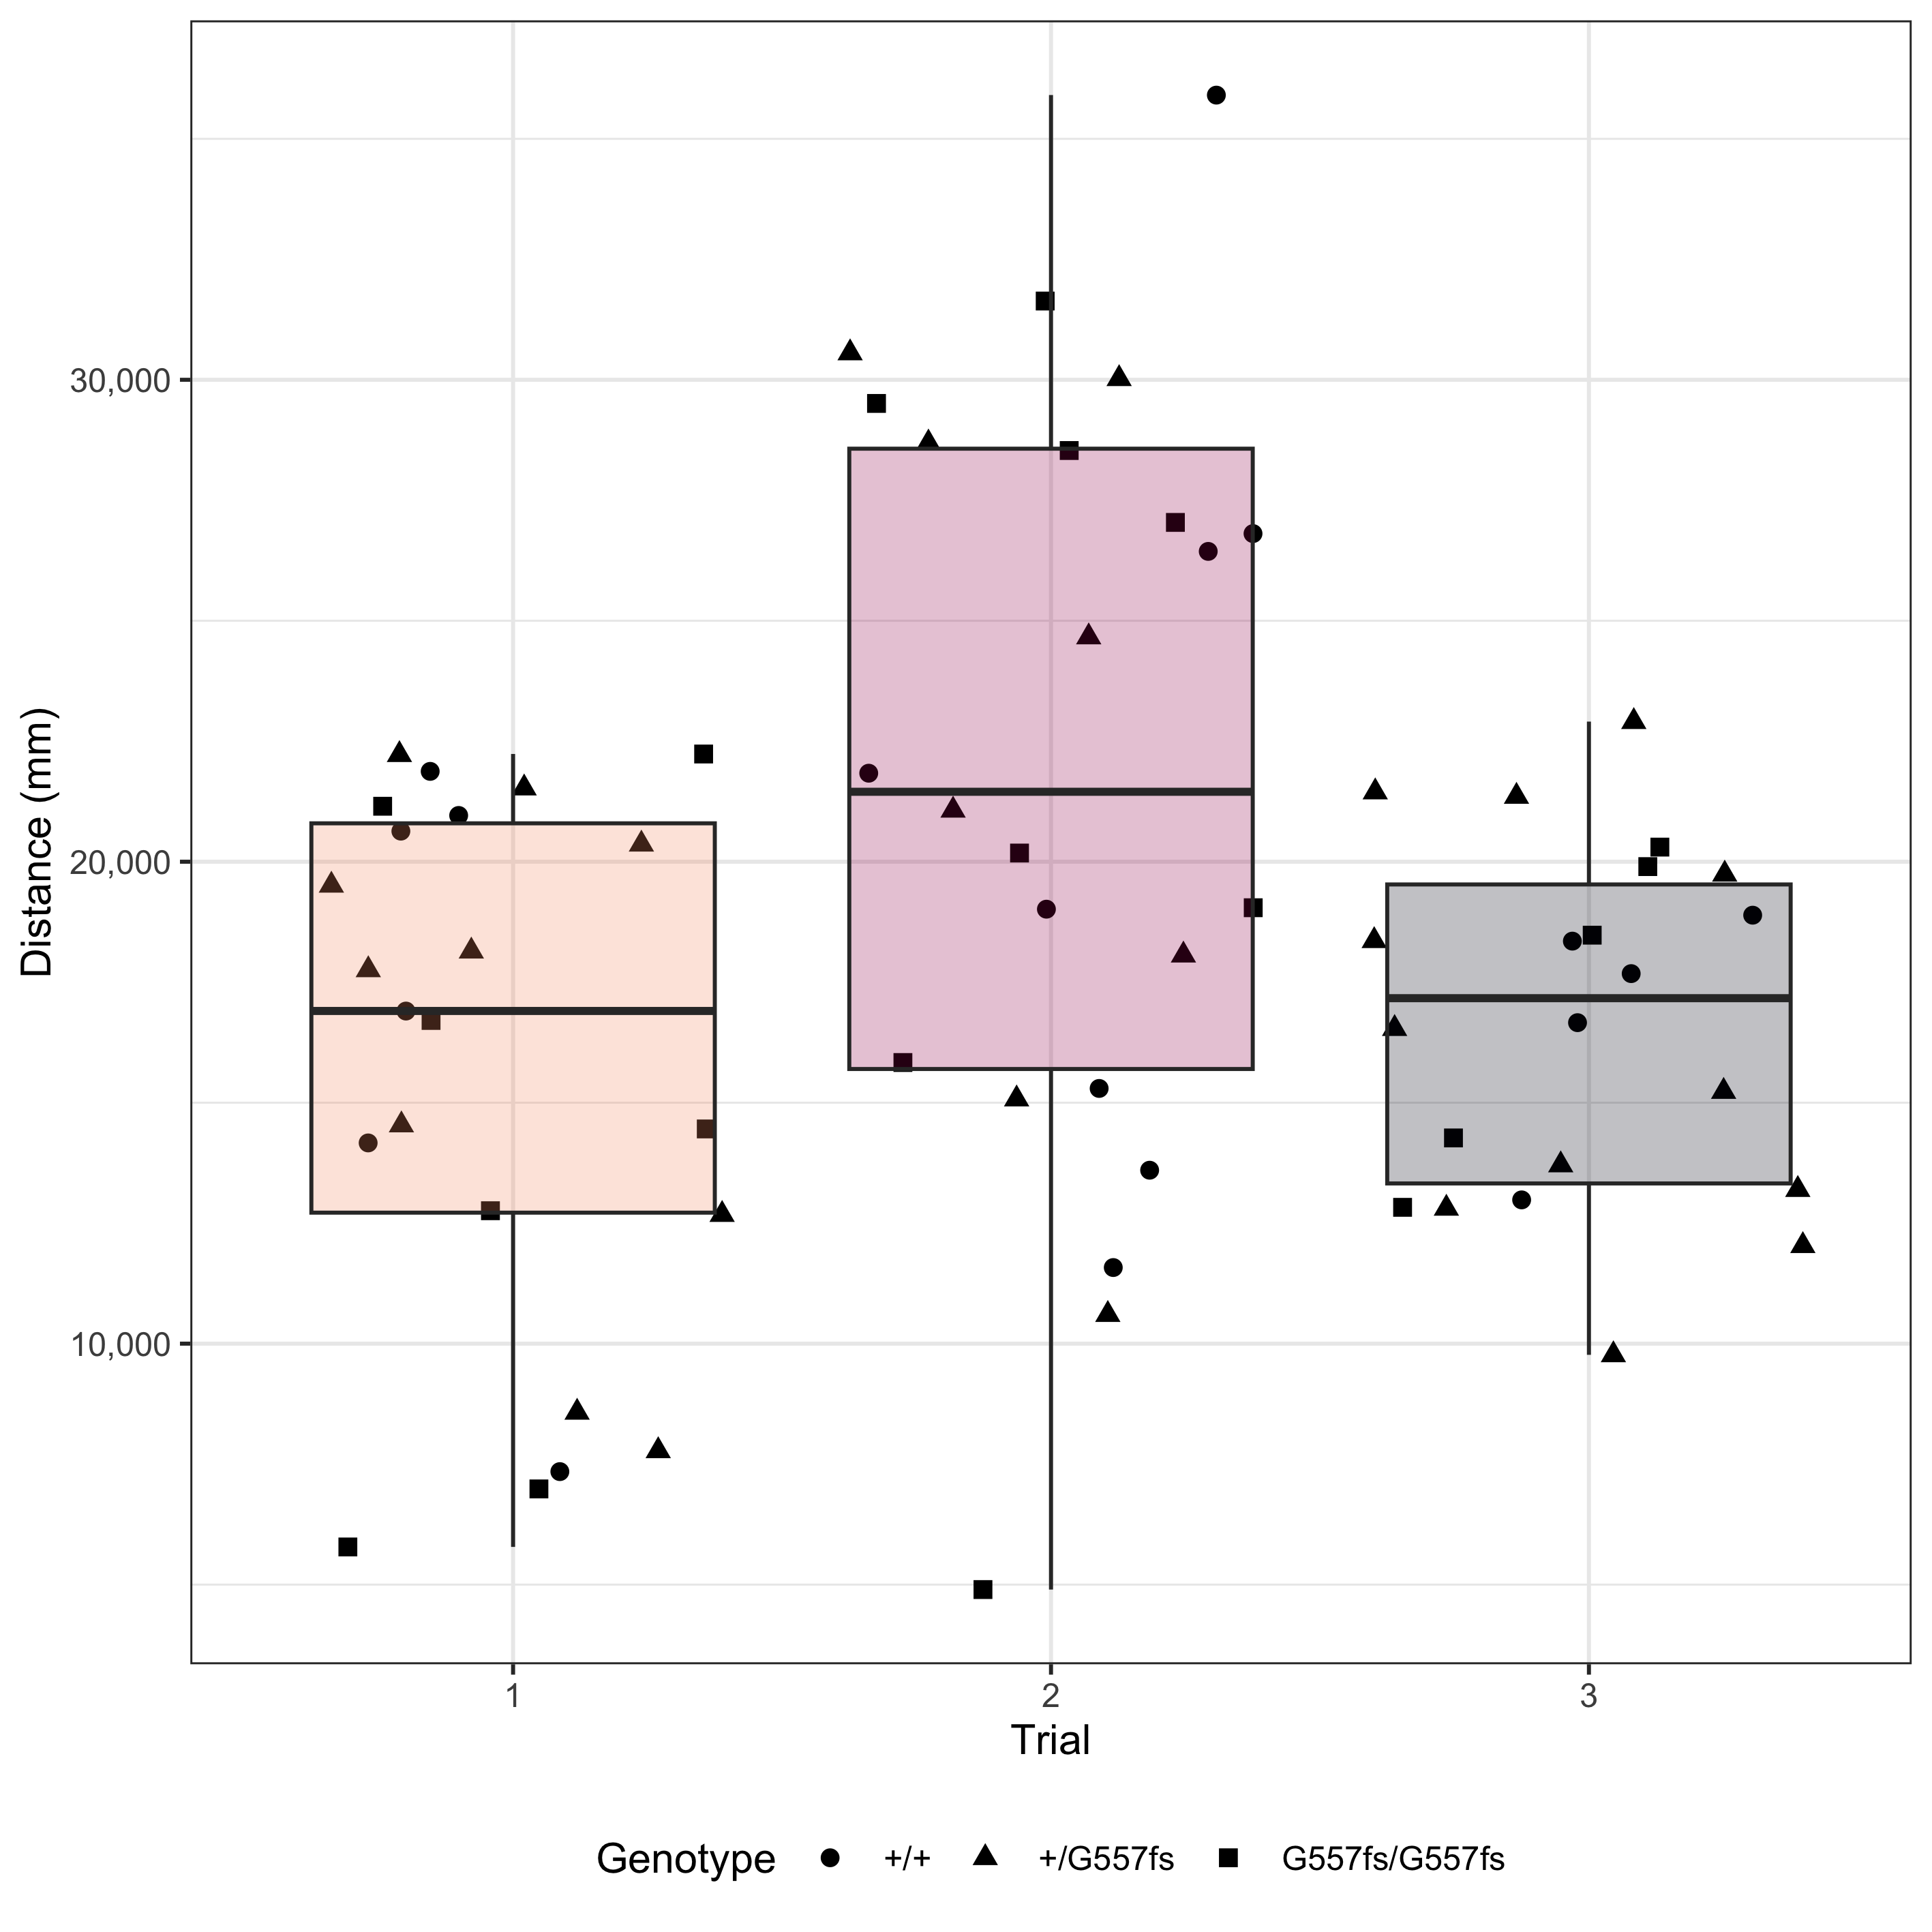 Distance (mm)
30,000
20,000
10,000
1 2 3
Trial
Genotype +/+ +/G557fs G557fs/G557fs